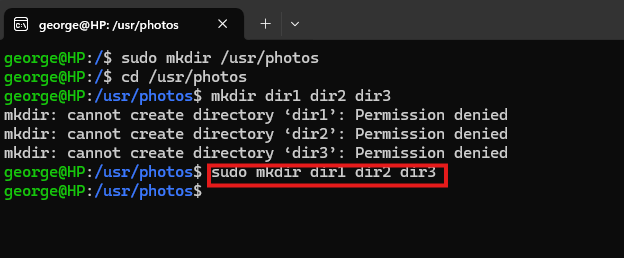 george@HP: /usr/photos
george@HP:/$ sudo mkdir /usr/photos
george@HP:/$ cd /usr/photos
george@HP:/usr/photos$ mkdir dir1 dir2 dir3
mkdir: cannot create directory ‘dir1’: Permission denied
mkdir: cannot create directory ‘dir2’: Permission denied
mkdir: cannot create directory ‘dir3’: Permission denied
george@HP:/usr/photos$ sudo mkdir dir1 dir2 dir3
george@HP:/usr/photos$